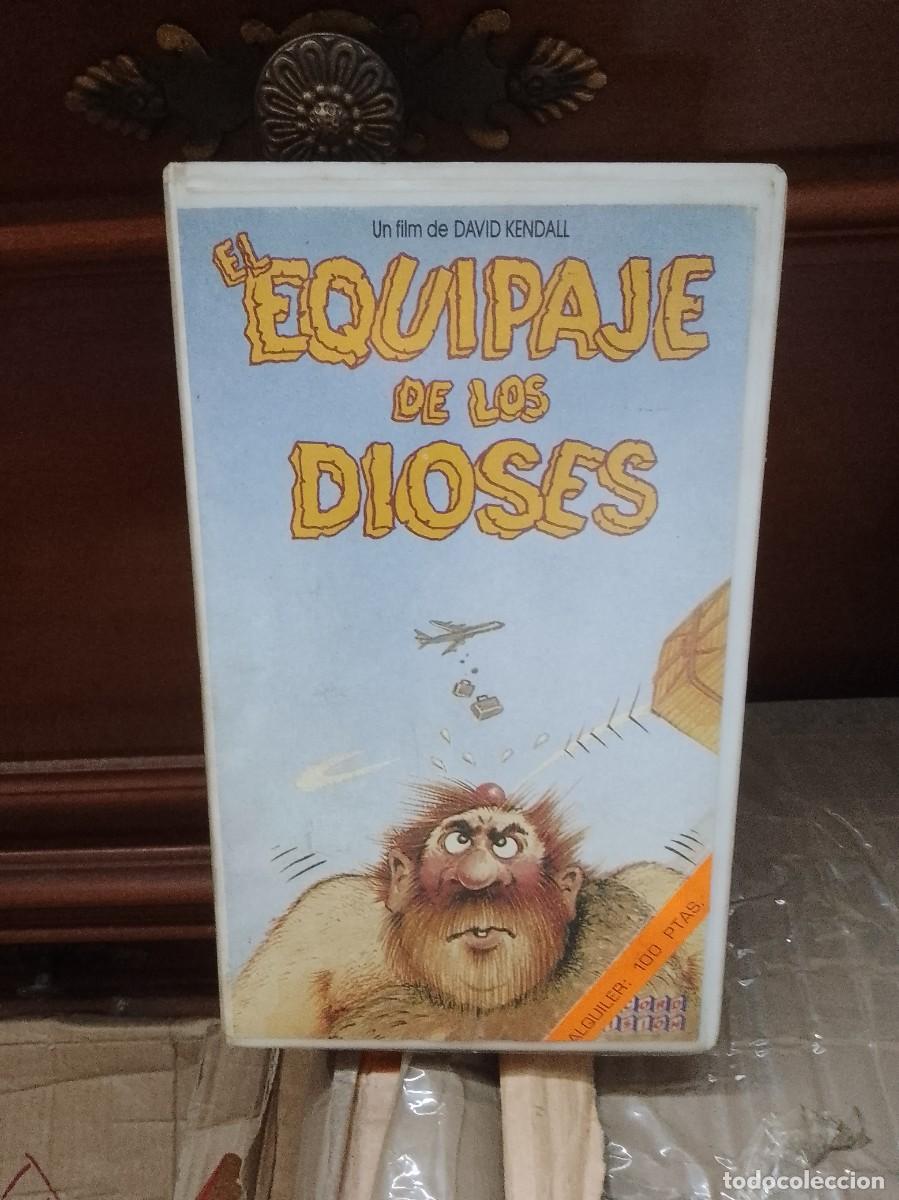 Un film de DAVID KENDALL
EL
EQUIPAJE
DE LOS
DIOSES
ALQUILER: 100 PTAS.
todocoleccion